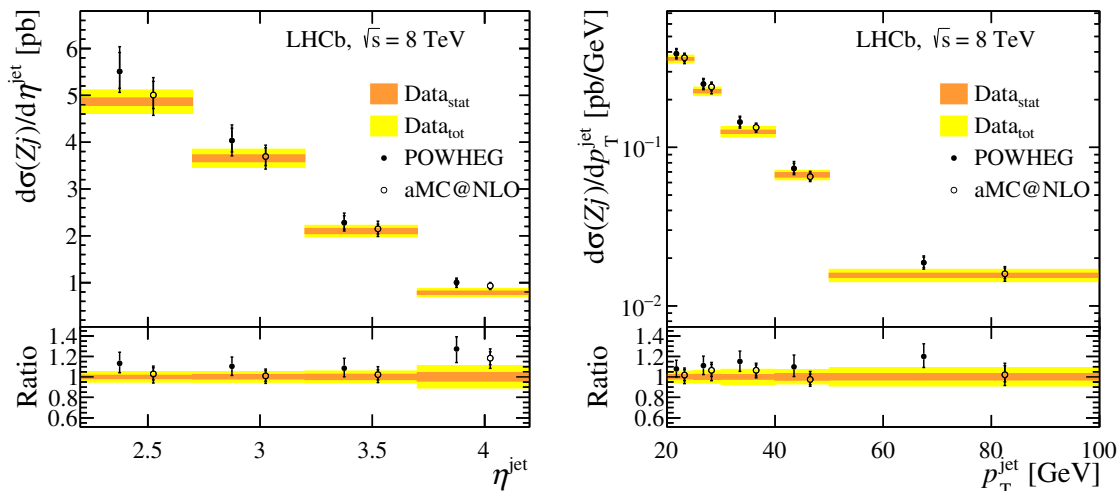 dσ(Zj)/dη^jet [pb]
LHCb, √s = 8 TeV
Data_stat
Data_tot
POWHEG
aMC@NLO
6
5
4
3
2
1
Ratio
1.4
1.2
1
0.8
0.6
2.5
3
3.5
4
η^jet
dσ(Zj)/dp_T^jet [pb/GeV]
LHCb, √s = 8 TeV
Data_stat
Data_tot
POWHEG
aMC@NLO
10^−1
10^−2
Ratio
1.4
1.2
1
0.8
0.6
20
40
60
80
100
p_T^jet [GeV]